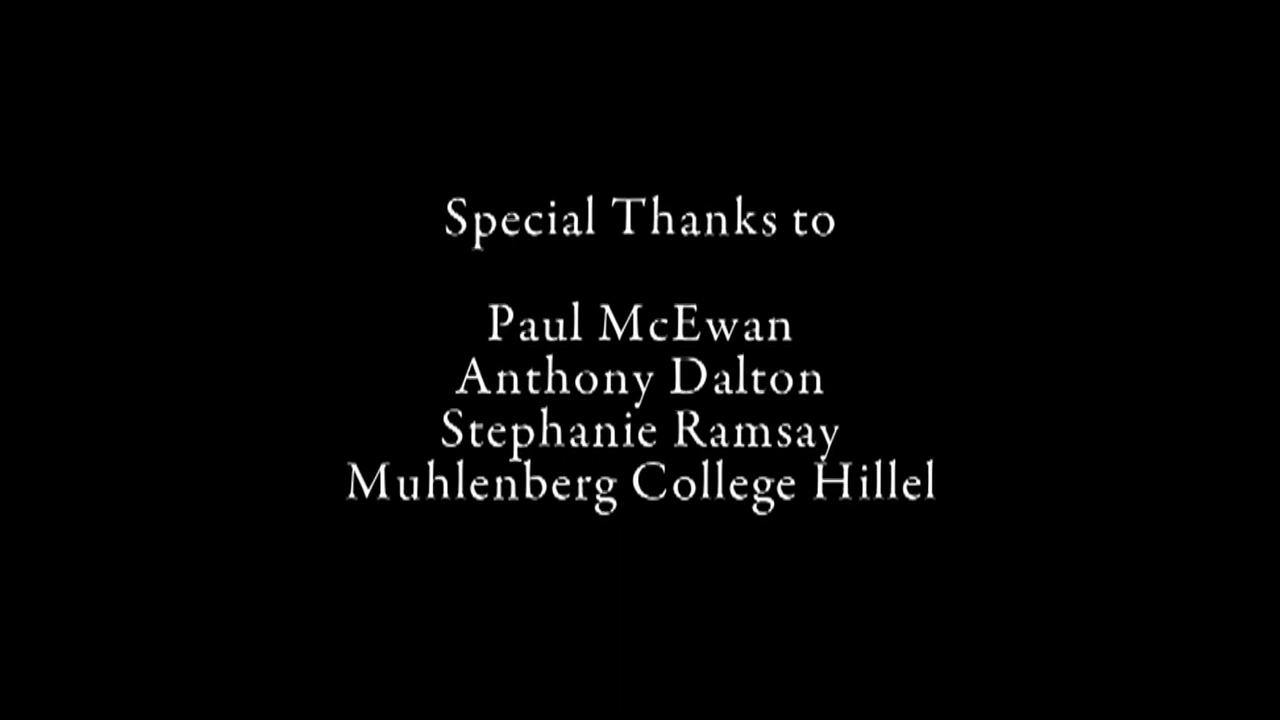 Special Thanks to
Paul McEwan
Anthony Dalton
Stephanie Ramsay
Muhlenberg College Hillel